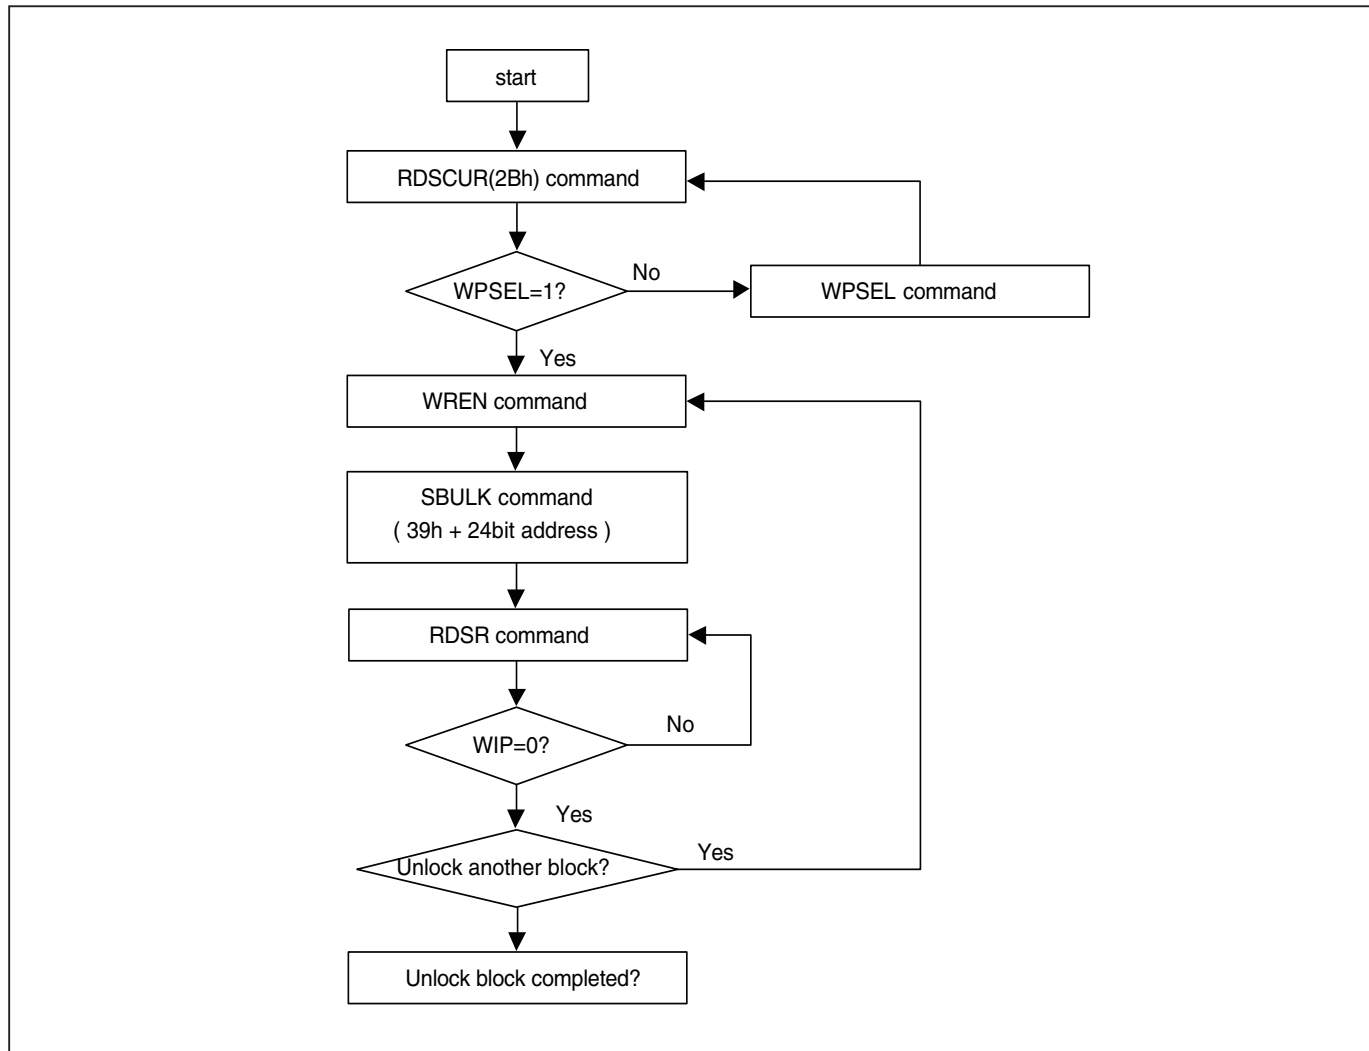 start
RDSCUR(2Bh) command
WPSEL=1?
No
WPSEL command
Yes
WREN command
SBULK command
( 39h + 24bit address )
RDSR command
WIP=0?
No
Yes
Unlock another block?
Yes
Unlock block completed?